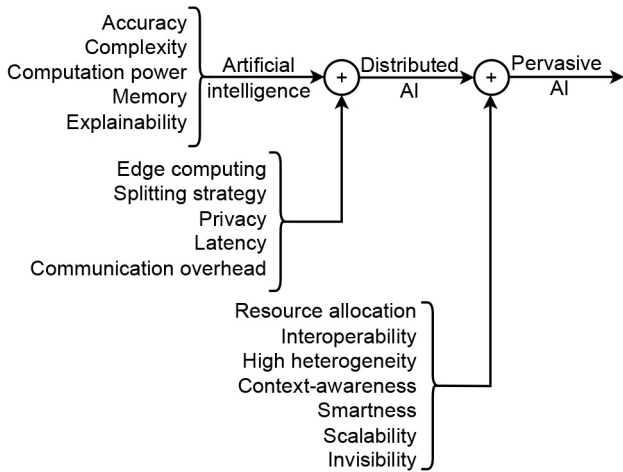 Accuracy
Complexity
Computation power
Memory
Explainability
Artificial
intelligence
+
Distributed
AI
+
Pervasive
AI
Edge computing
Splitting strategy
Privacy
Latency
Communication overhead
Resource allocation
Interoperability
High heterogeneity
Context-awareness
Smartness
Scalability
Invisibility